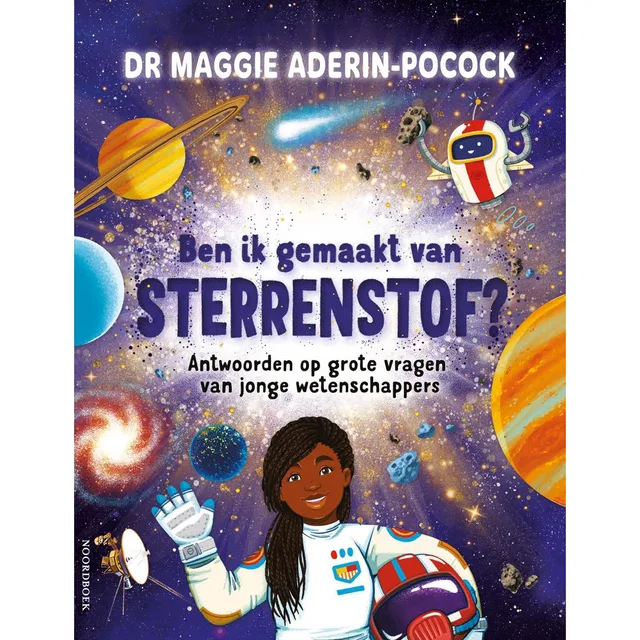 DR MAGGIE ADERIN-POCOCK
Ben ik gemaakt van
STERRENSTOF?
Antwoorden op grote vragen
van jonge wetenschappers
NOORDBOEK